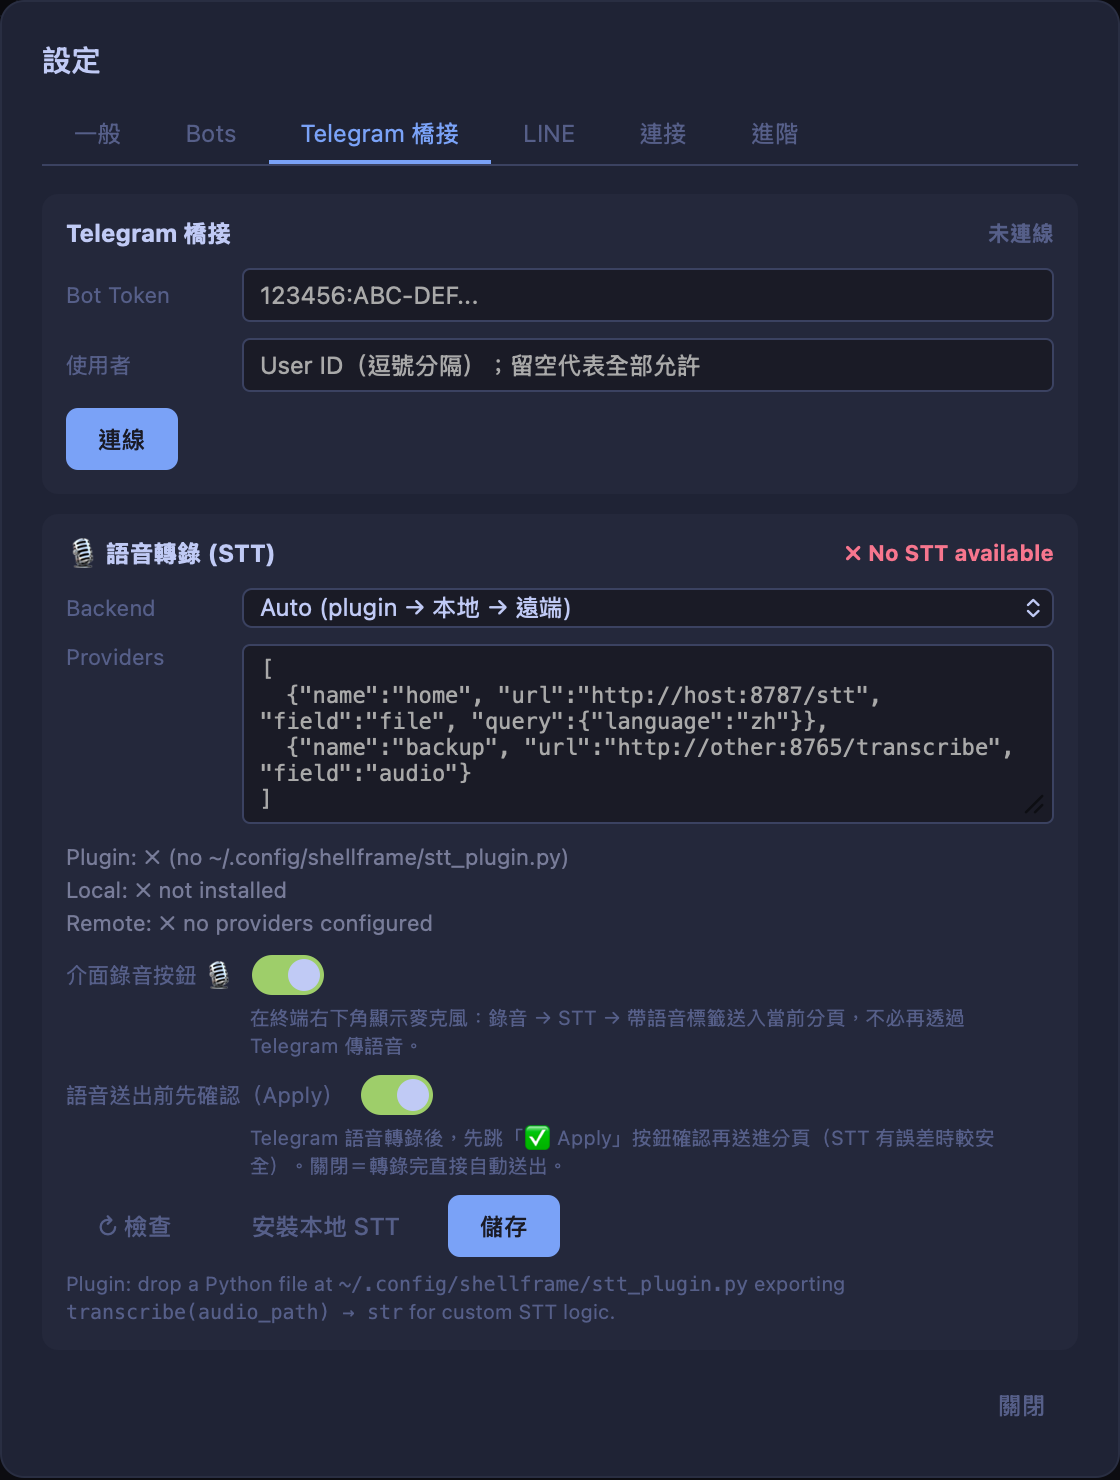 設定
一般 Bots Telegram 橋接 LINE 連接 進階
Telegram 橋接 未連線
Bot Token 123456:ABC-DEF...
使用者 User ID（逗號分隔）；留空代表全部允許
連線
🎙️ 語音轉錄 (STT) ✕ No STT available
Backend Auto (plugin → 本地 → 遠端)
Providers [
{"name":"home", "url":"http://host:8787/stt",
"field":"file", "query":{"language":"zh"}},
{"name":"backup", "url":"http://other:8765/transcribe",
"field":"audio"}
]
Plugin: ✕ (no ~/.config/shellframe/stt_plugin.py)
Local: ✕ not installed
Remote: ✕ no providers configured
介面錄音按鈕 🎙️
在終端右下角顯示麥克風：錄音 → STT → 帶語音標籤送入當前分頁，不必再透過
Telegram 傳語音。
語音送出前先確認（Apply）
Telegram 語音轉錄後，先跳「✅ Apply」按鈕確認再送進分頁（STT 有誤差時較安
全）。關閉＝轉錄完直接自動送出。
↻ 檢查 安裝本地 STT 儲存
Plugin: drop a Python file at ~/.config/shellframe/stt_plugin.py exporting
transcribe(audio_path) → str for custom STT logic.
關閉